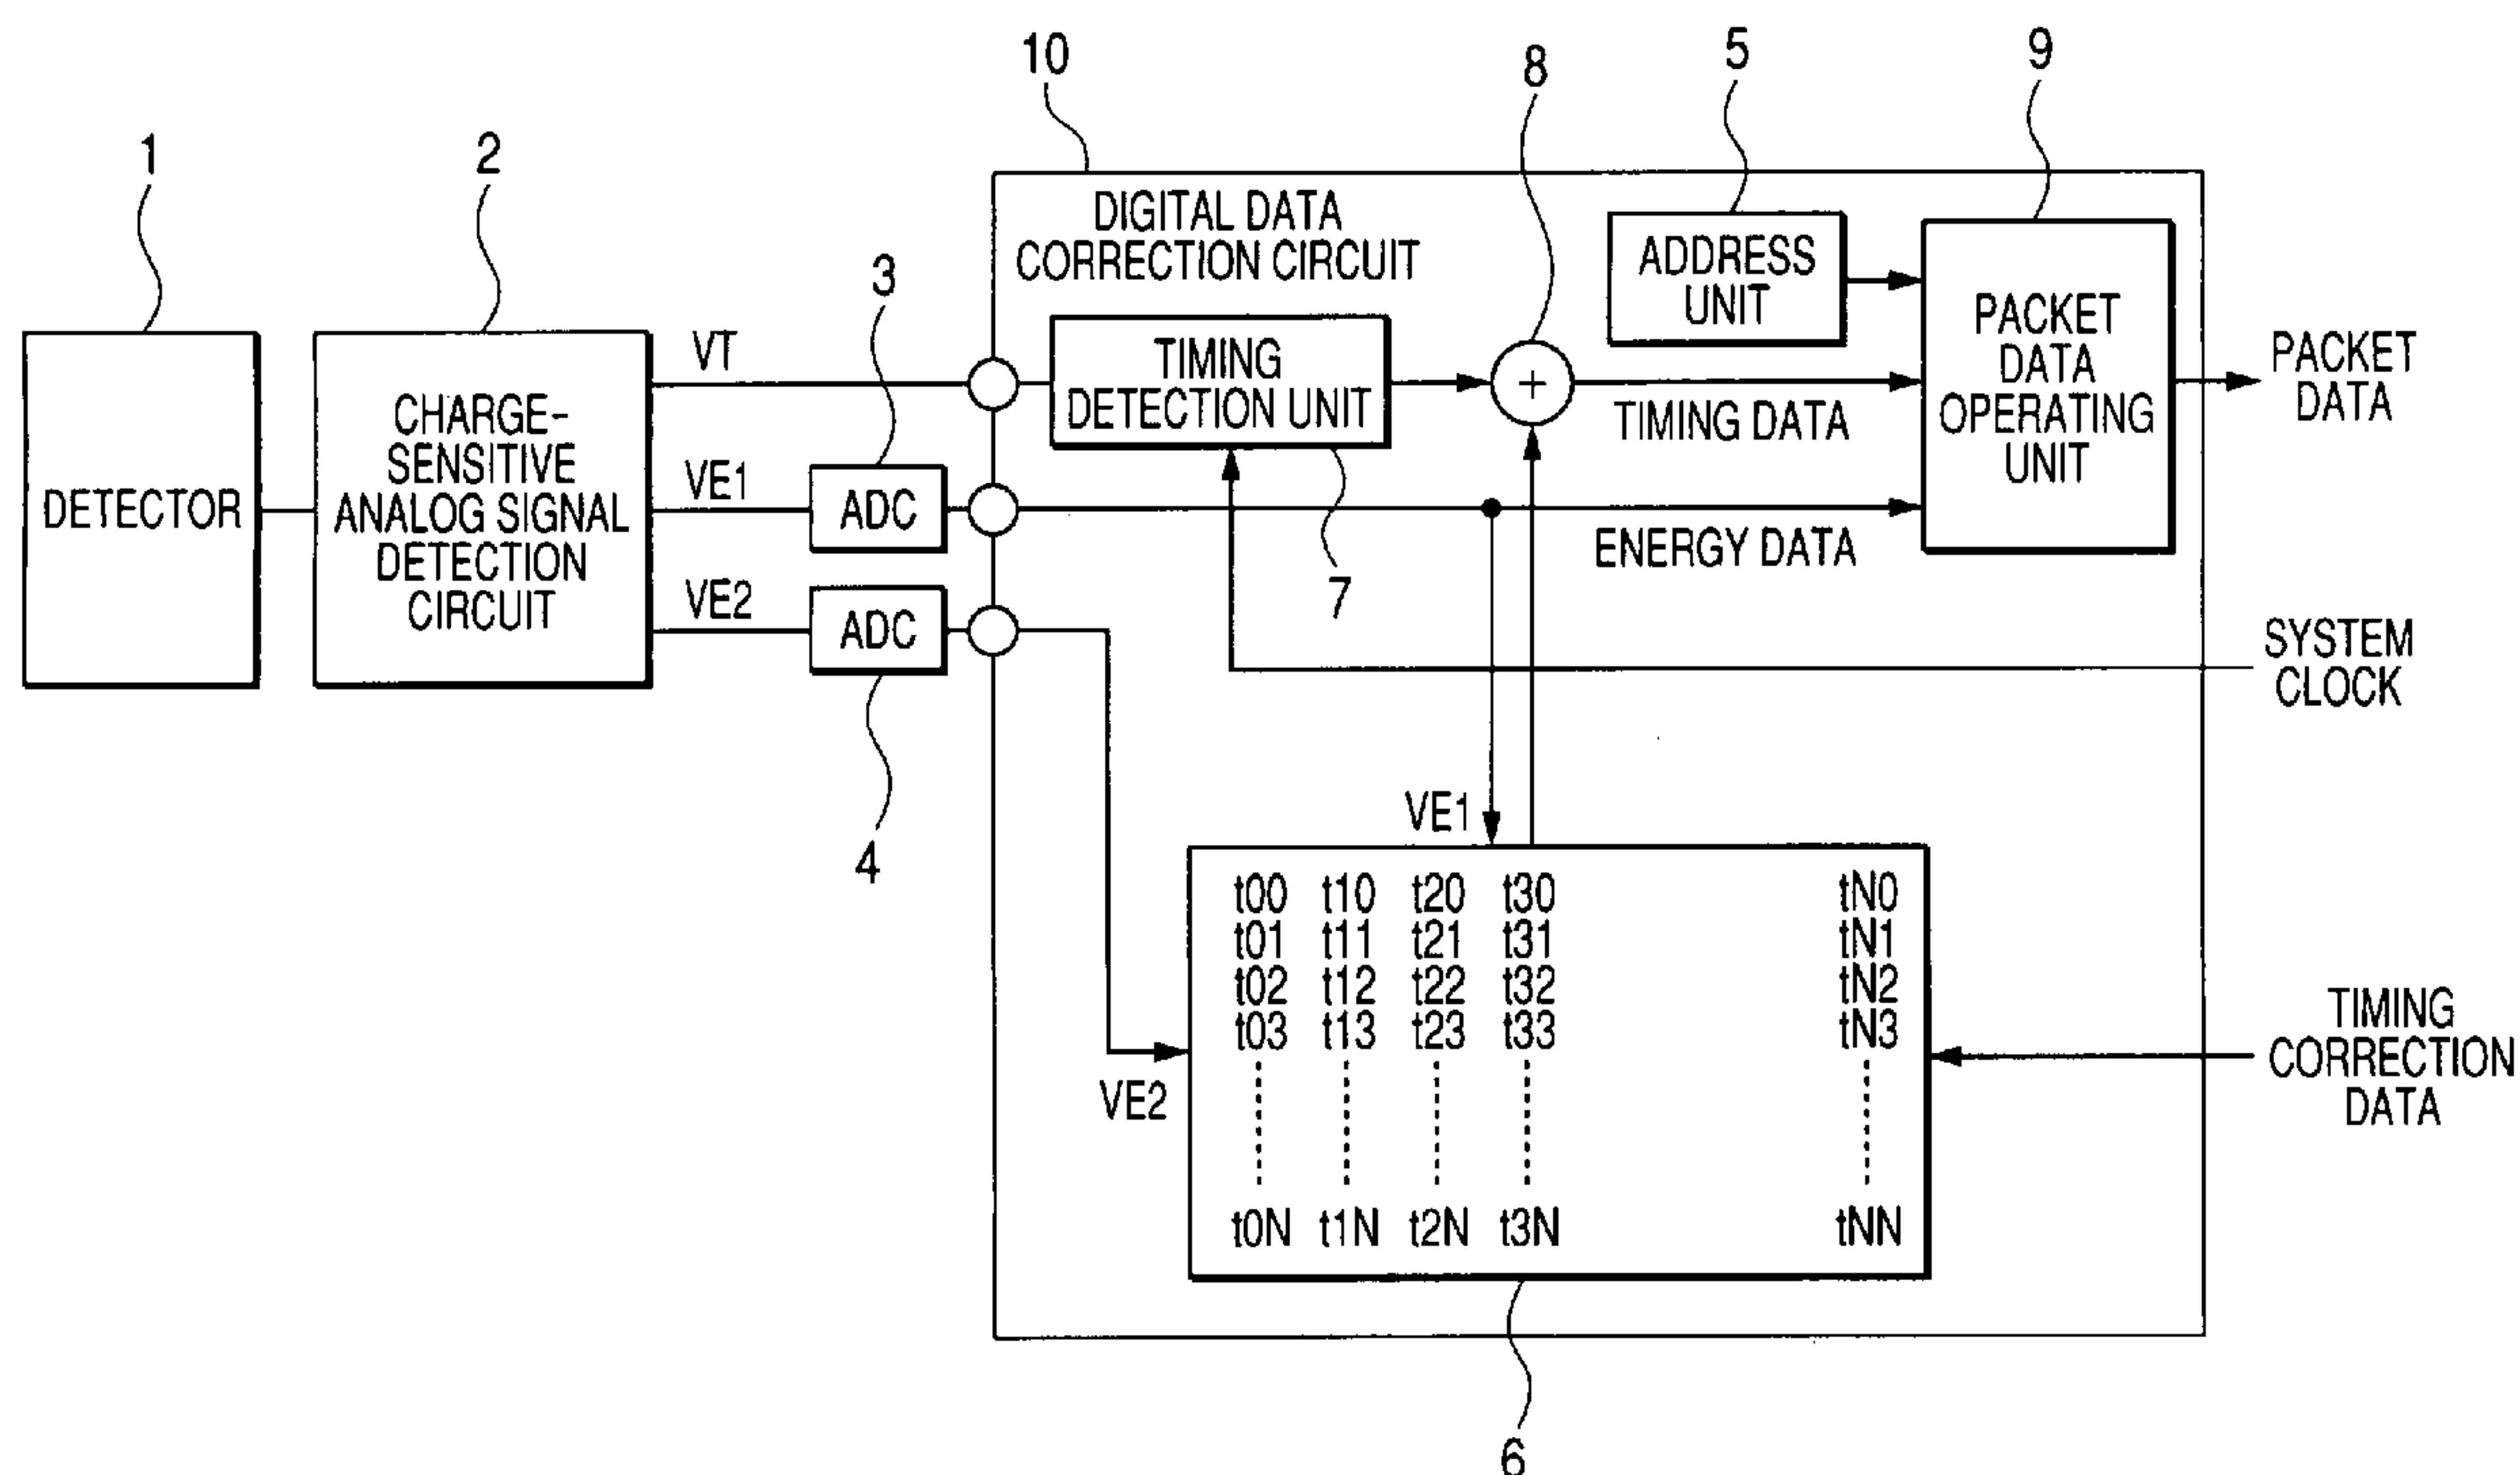 10
8
5
9
1
2
3
DIGITAL DATA
CORRECTION CIRCUIT
ADDRESS
UNIT
PACKET
DATA
OPERATING
UNIT
PACKET
DATA
VT
TIMING
DETECTION UNIT
+
TIMING DATA
DETECTOR
CHARGE-
SENSITIVE
ANALOG SIGNAL
DETECTION
CIRCUIT
VE1
ADC
ENERGY DATA
7
VE2
ADC
4
SYSTEM
CLOCK
VE1
VE2
t00 t10 t20 t30 tN0
t01 t11 t21 t31 tN1
t02 t12 t22 t32 tN2
t03 t13 t23 t33 tN3
t0N t1N t2N t3N tNN
TIMING
CORRECTION
DATA
6